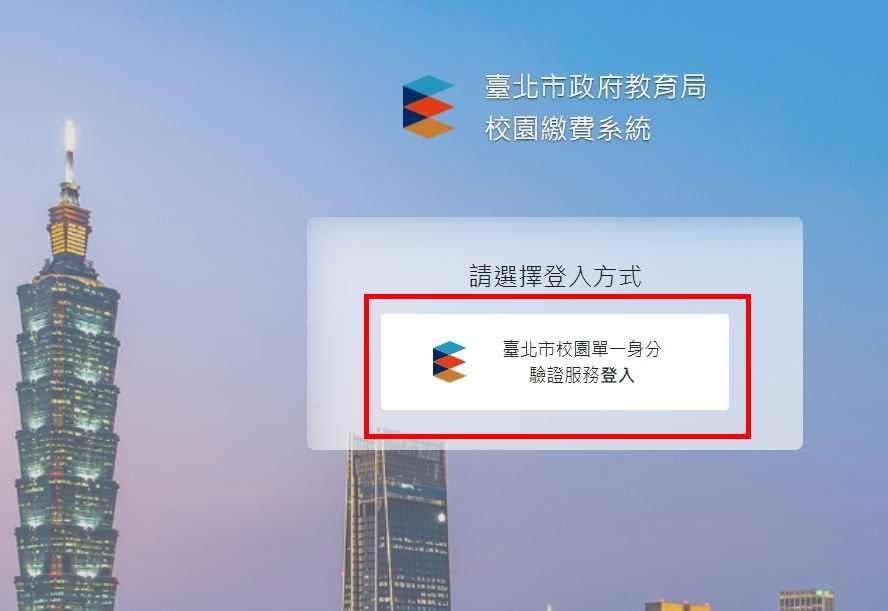 臺北市政府教育局
校園繳費系統
請選擇登入方式
臺北市校園單一身分
驗證服務登入